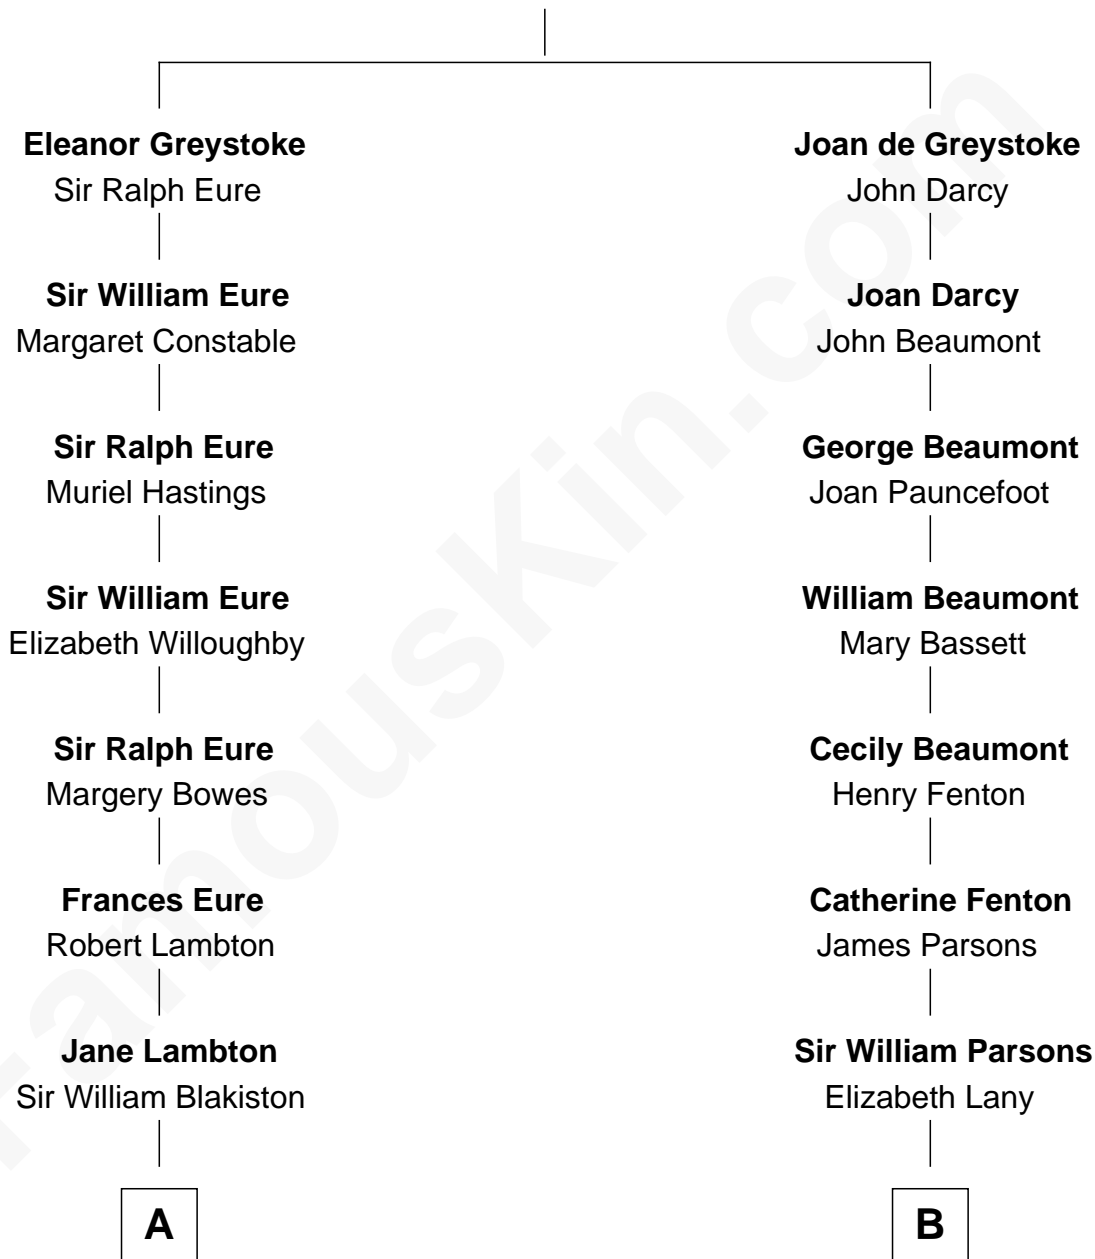 Eleanor Greystoke
Sir Ralph Eure
Sir William Eure
Margaret Constable
Sir Ralph Eure
Muriel Hastings
Sir William Eure
Elizabeth Willoughby
Sir Ralph Eure
Margery Bowes
Frances Eure
Robert Lambton
Jane Lambton
Sir William Blakiston
A
Joan de Greystoke
John Darcy
Joan Darcy
John Beaumont
George Beaumont
Joan Pauncefoot
William Beaumont
Mary Bassett
Cecily Beaumont
Henry Fenton
Catherine Fenton
James Parsons
Sir William Parsons
Elizabeth Lany
B
FamousKin.com